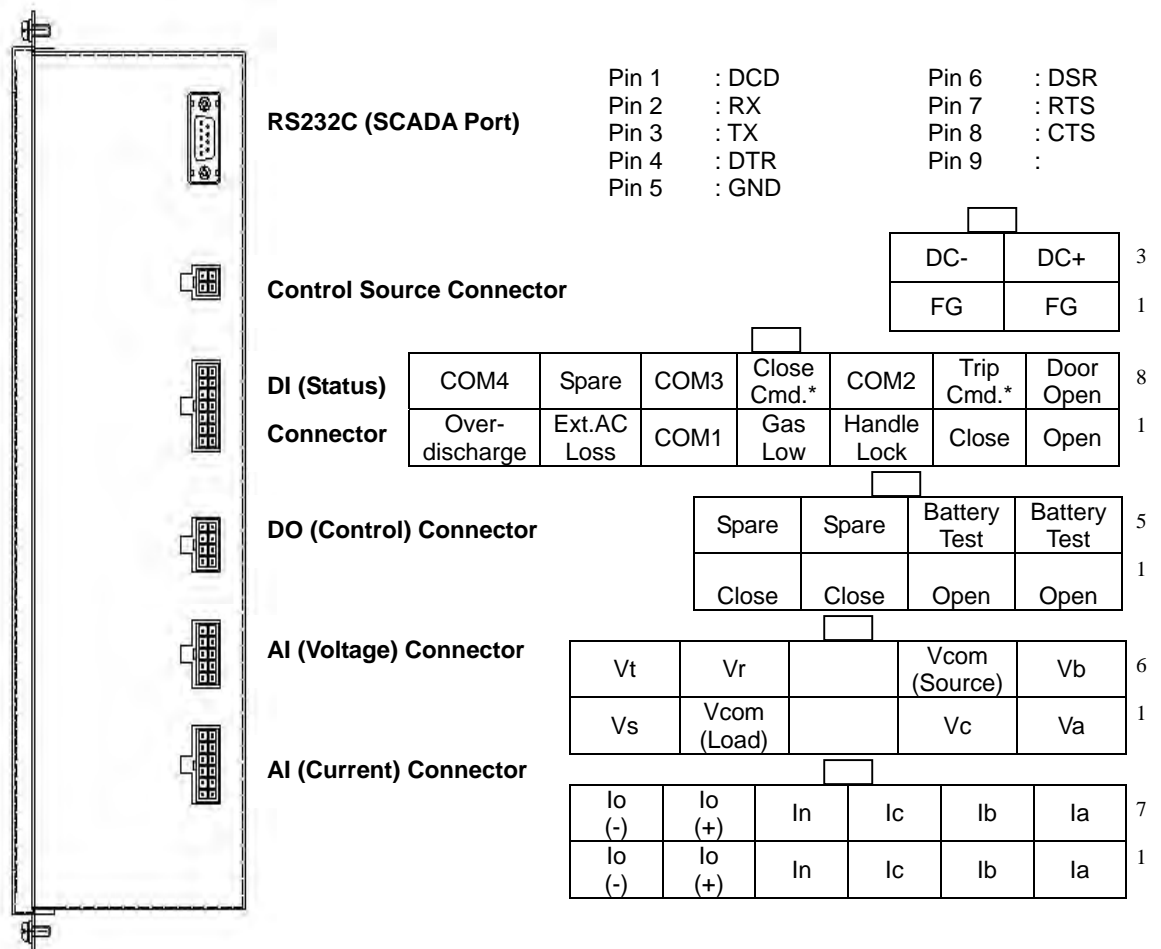 Pin 1 : DCD Pin 6 : DSR
Pin 2 : RX Pin 7 : RTS
Pin 3 : TX Pin 8 : CTS
Pin 4 : DTR Pin 9 :
Pin 5 : GND
RS232C (SCADA Port)
Control Source Connector
DC- DC+ 3
FG FG 1
DI (Status)
Connector
COM4 Spare COM3 Close Cmd.* COM2 Trip Cmd.* Door Open 8
Over-discharge Ext.AC Loss COM1 Gas Low Handle Lock Close Open 1
DO (Control) Connector
Spare Spare Battery Test Battery Test 5
Close Close Open Open 1
AI (Voltage) Connector
Vt Vr Vcom (Source) Vb 6
Vs Vcom (Load) Vc Va 1
AI (Current) Connector
Io (-) Io (+) In Ic Ib Ia 7
Io (-) Io (+) In Ic Ib Ia 1